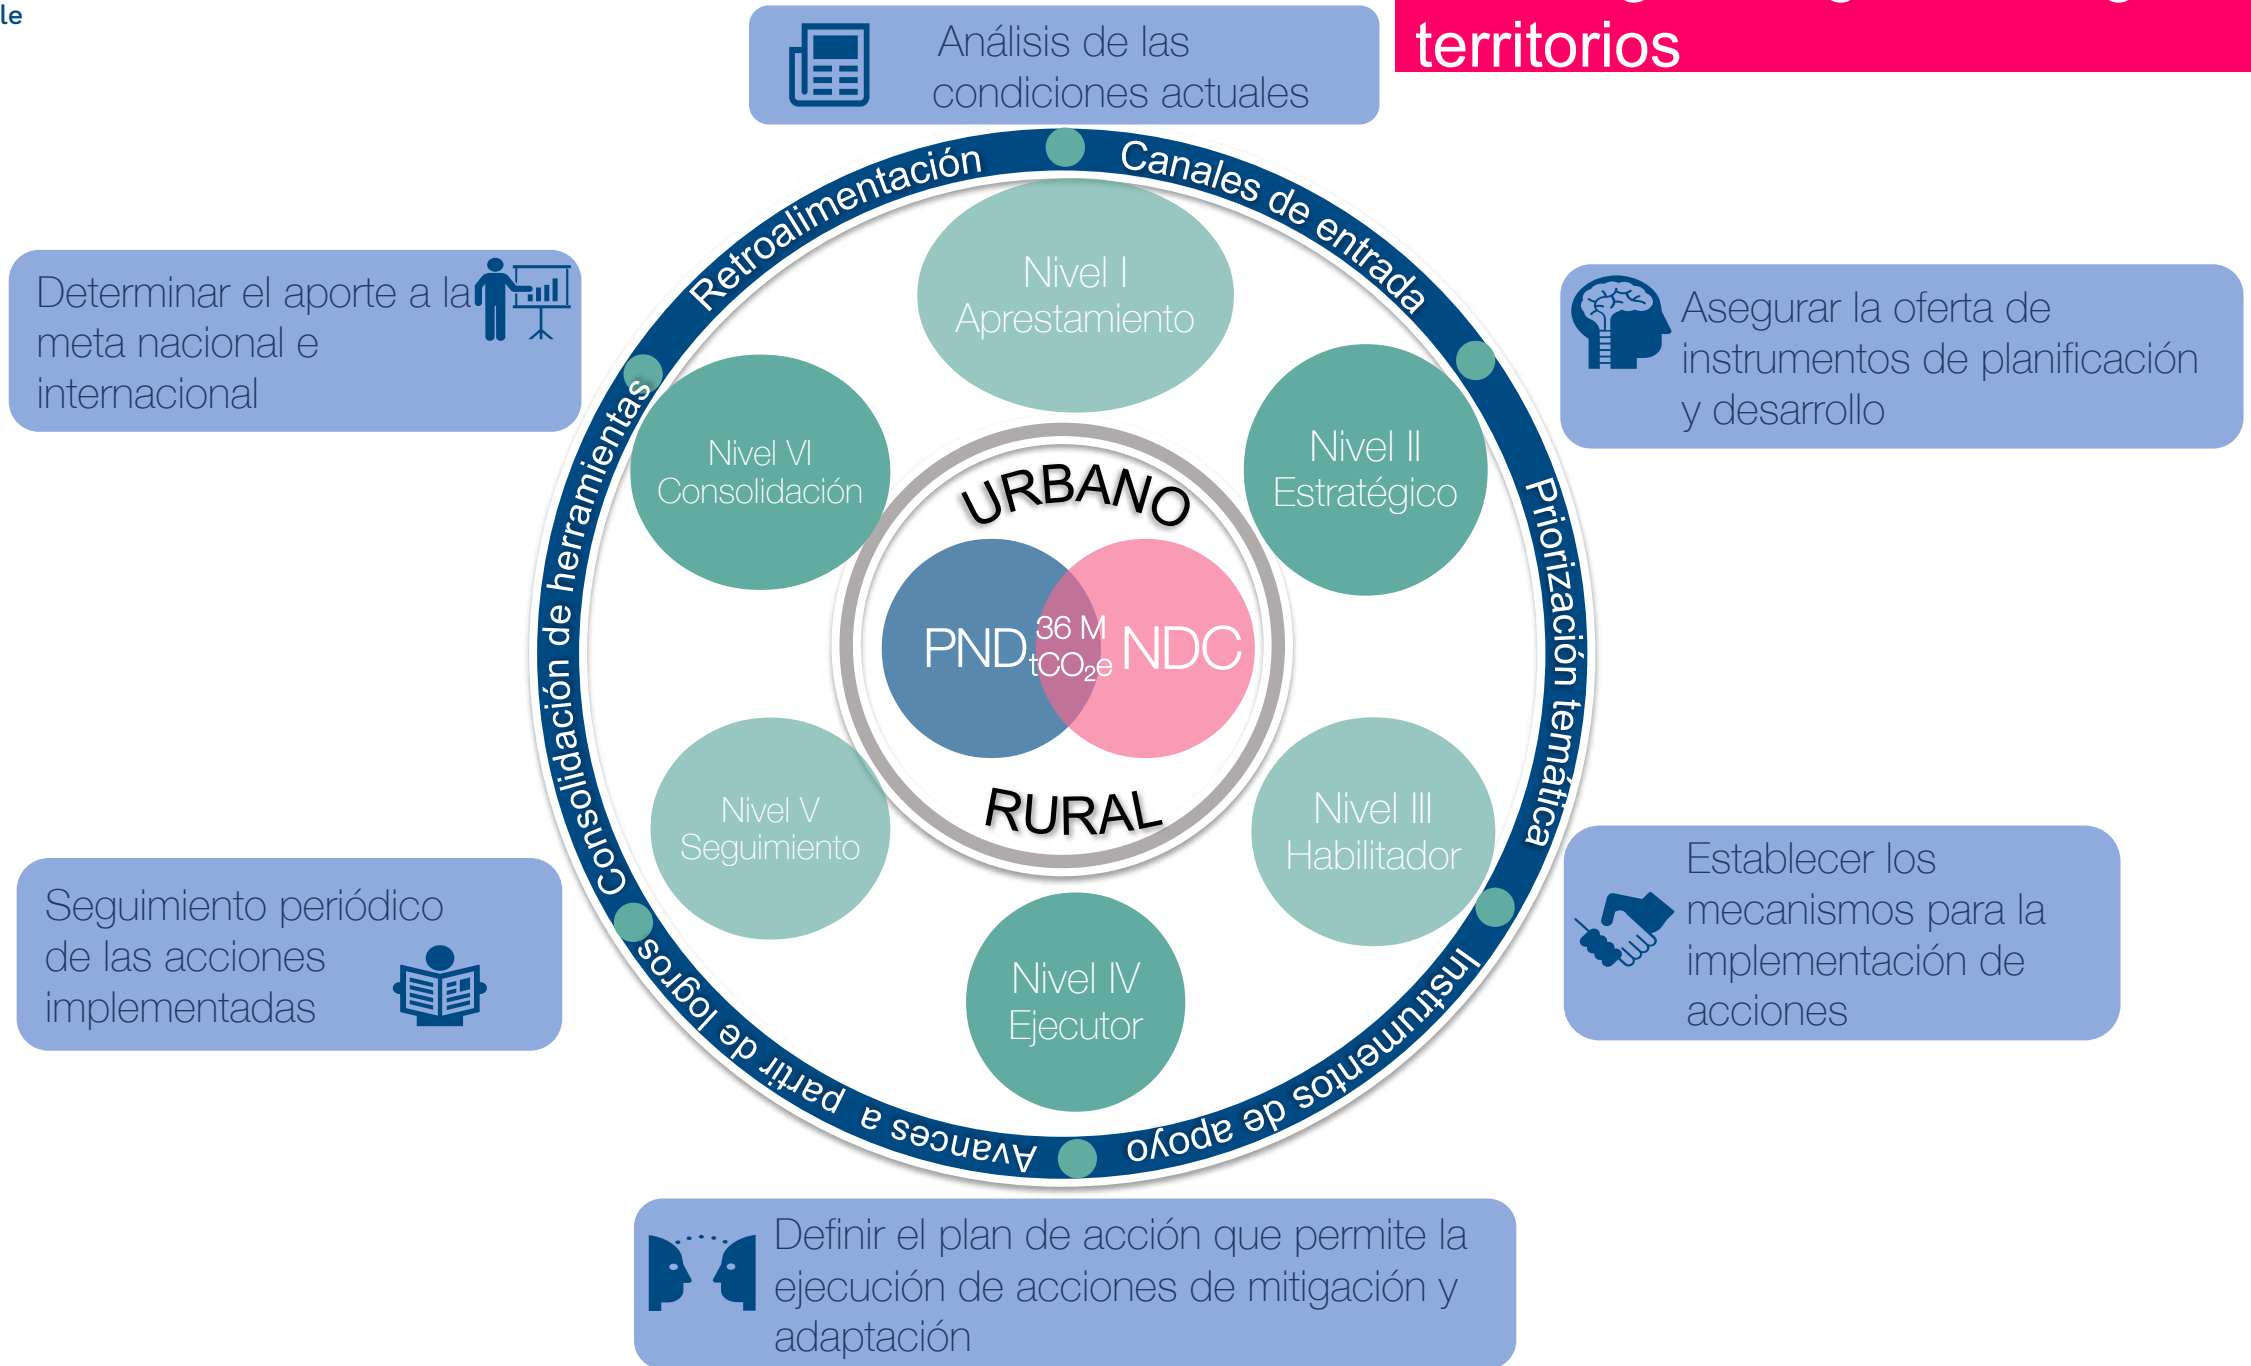 le
territorios
Análisis de las
condiciones actuales
Retroalimentación
Canales de entrada
Nivel I
Aprestamiento
Determinar el aporte a la
meta nacional e
internacional
Asegurar la oferta de
instrumentos de planificación
y desarrollo
Nivel VI
Consolidación
Nivel II
Estratégico
URBANO
PND
36 M
tCO₂e
NDC
RURAL
Consolidación de herramientas
Priorización temática
Nivel V
Seguimiento
Nivel III
Habilitador
Seguimiento periódico
de las acciones
implementadas
Establecer los
mecanismos para la
implementación de
acciones
Nivel IV
Ejecutor
Avances a partir de logros
Instrumentos de apoyo
Definir el plan de acción que permite la
ejecución de acciones de mitigación y
adaptación